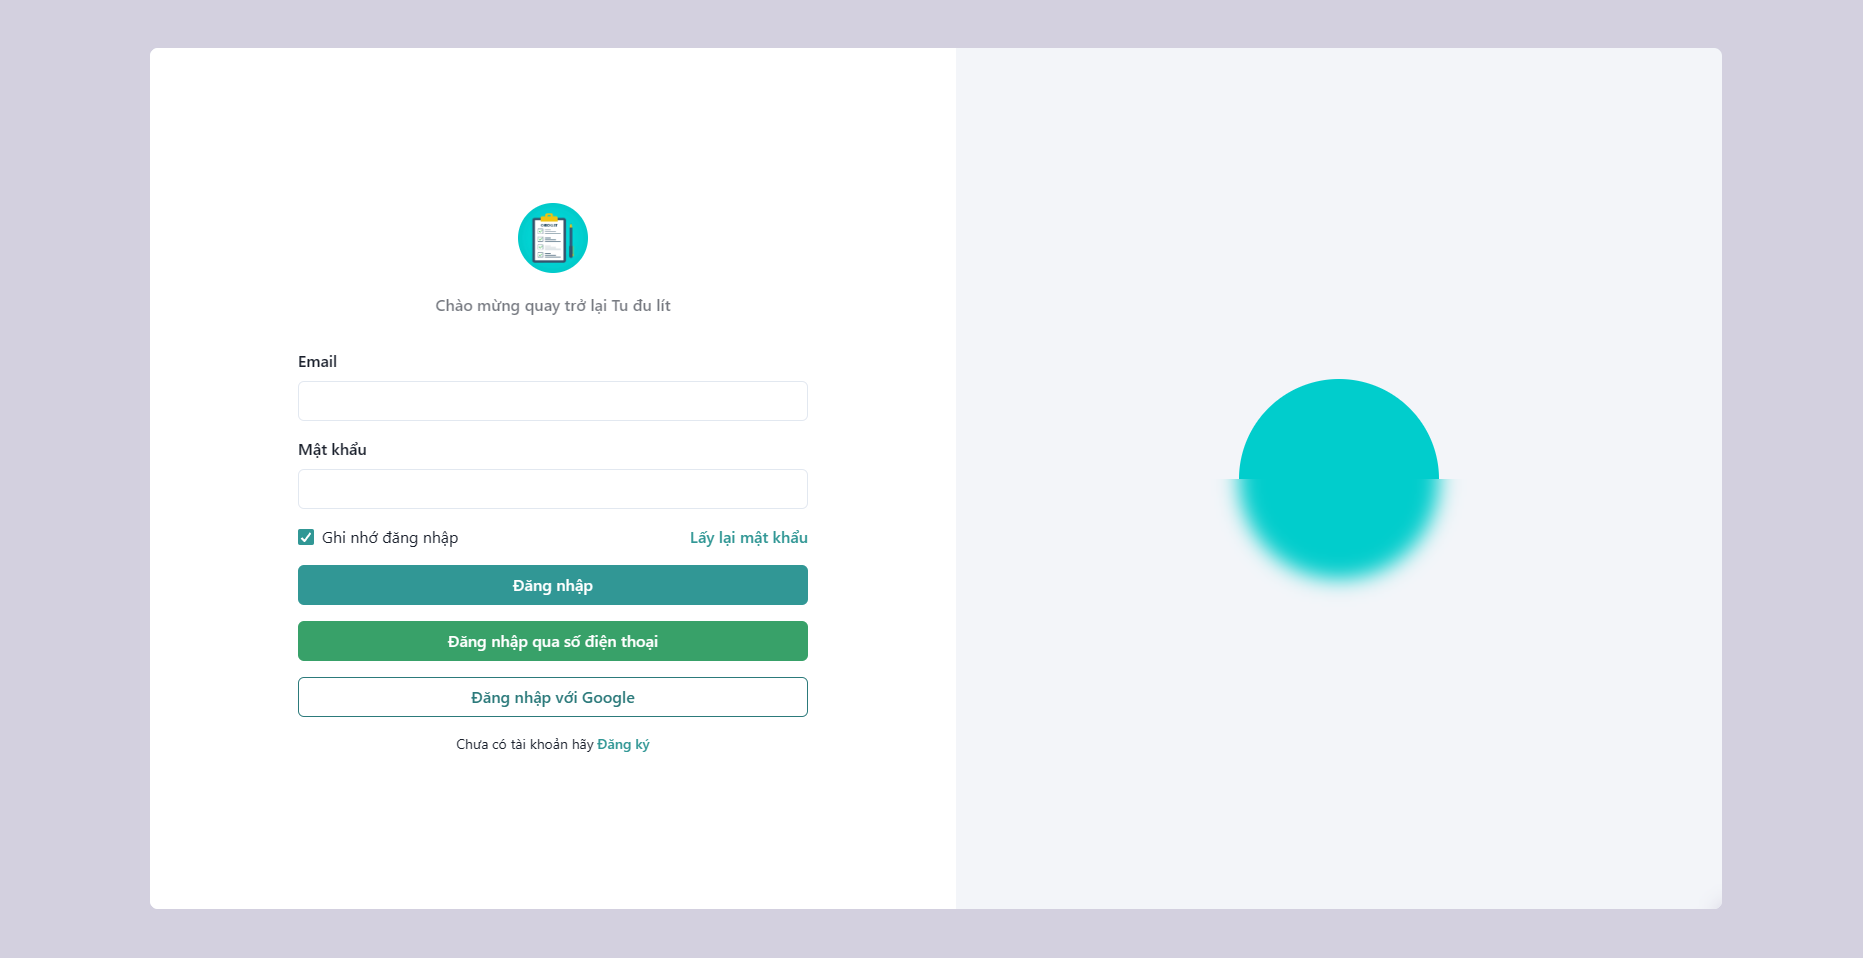 Chào mừng quay trở lại Tu đu lít
Email
Mật khẩu
Ghi nhớ đăng nhập
Lấy lại mật khẩu
Đăng nhập
Đăng nhập qua số điện thoại
Đăng nhập với Google
Chưa có tài khoản hãy Đăng ký